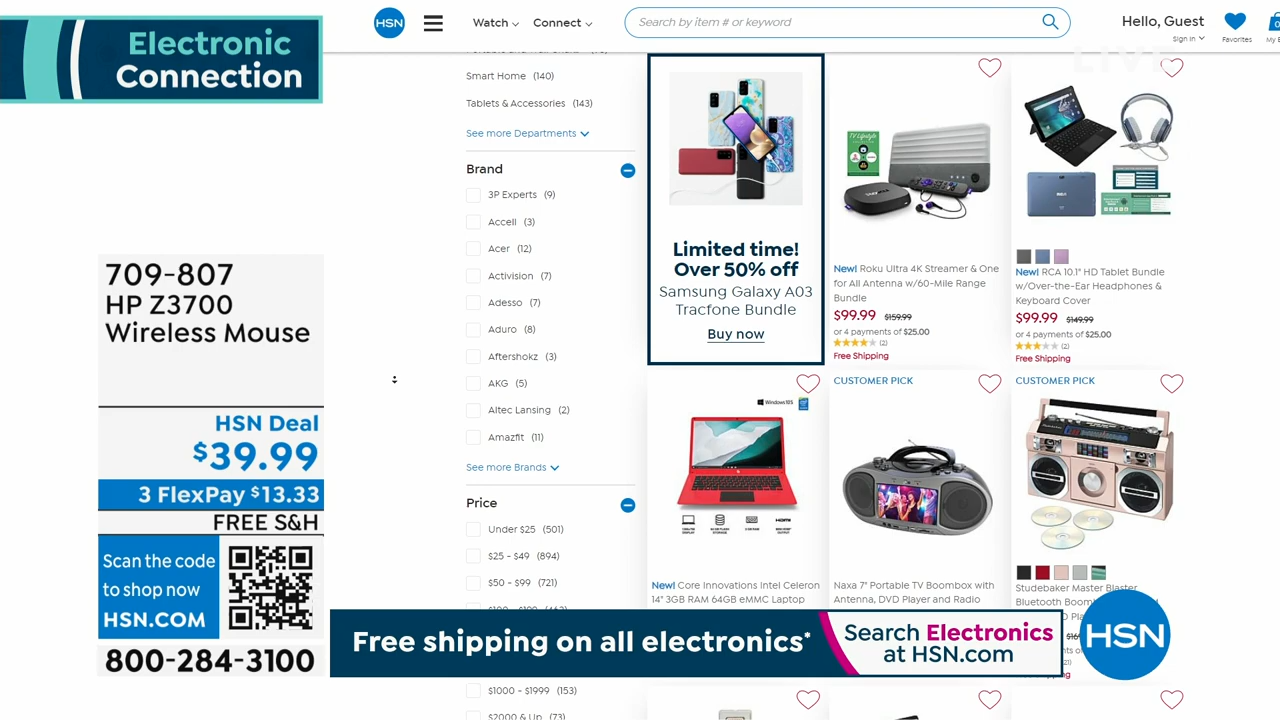 Electronic
Connection
HSN
Watch
Connect
Search by item # or keyword
Hello, Guest
Sign In
Favorites
LIVE
Smart Home (140)
Tablets & Accessories (143)
See more Departments
Brand
3P Experts (9)
Accell (3)
Acer (12)
Activision (7)
Adesso (7)
Aduro (8)
Aftershokz (3)
AKG (5)
Altec Lansing (2)
Amazfit (11)
See more Brands
Price
Under $25 (501)
$25 - $49 (894)
$50 - $99 (721)
$1000 - $1999 (153)
$2000 & Up (73)
Limited time!
Over 50% off
Samsung Galaxy A03
Tracfone Bundle
Buy now
New! Roku Ultra 4K Streamer & One
for All Antenna w/60-Mile Range
Bundle
$99.99 $159.99
or 4 payments of $25.00
(2)
Free Shipping
New! RCA 10.1" HD Tablet Bundle
w/Over-the-Ear Headphones &
Keyboard Cover
$99.99 $149.99
or 4 payments of $25.00
(2)
Free Shipping
New! Core Innovations Intel Celeron
14" 3GB RAM 64GB eMMC Laptop
CUSTOMER PICK
Naxa 7" Portable TV Boombox with
Antenna, DVD Player and Radio
CUSTOMER PICK
Studebaker Master Blaster
709-807
HP Z3700
Wireless Mouse
HSN Deal
$39.99
3 FlexPay $13.33
FREE S&H
Scan the code
to shop now
HSN.COM
800-284-3100
Free shipping on all electronics*
Search Electronics
at HSN.com
HSN